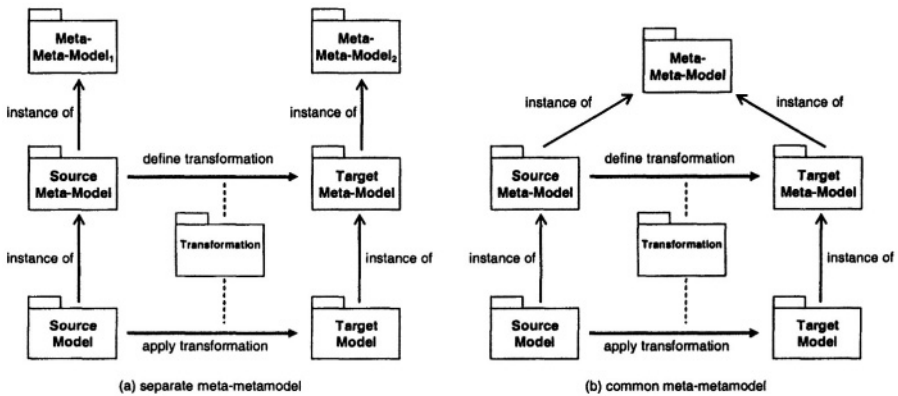 Meta-
Meta-Model1
instance of
Source
Meta-Model
define transformation
Meta-
Meta-Model2
instance of
Target
Meta-Model
Transformation
instance of
instance of
Source
Model
apply transformation
Target
Model
(a) separate meta-metamodel
Meta-
Meta-Model
instance of
instance of
Source
Meta-Model
define transformation
Target
Meta-Model
Transformation
instance of
instance of
Source
Model
apply transformation
Target
Model
(b) common meta-metamodel